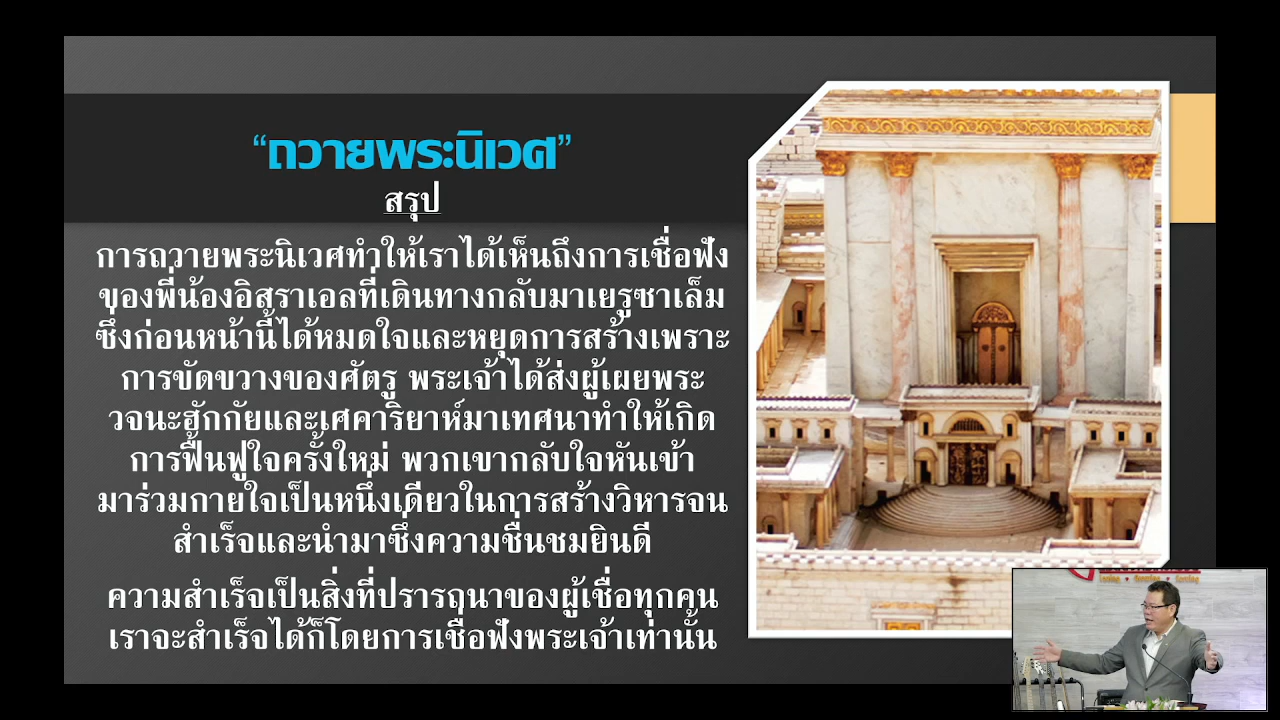 “ถวายพระนิเวศ”
สรุป
การถวายพระนิเวศทำให้เราได้เห็นถึงการเชื่อฟัง
ของพี่น้องอิสราเอลที่เดินทางกลับมาเยรูซาเล็ม
ซึ่งก่อนหน้านี้ได้หมดใจและหยุดการสร้างเพราะ
การขัดขวางของศัตรู พระเจ้าได้ส่งผู้เผยพระ
วจนะฮักกัยและเศคาริยาห์มาเทศนาทำให้เกิด
การฟื้นฟูใจครั้งใหม่ พวกเขากลับใจหันเข้า
มาร่วมกายใจเป็นหนึ่งเดียวในการสร้างวิหารจน
สำเร็จและนำมาซึ่งความชื่นชมยินดี
ความสำเร็จเป็นสิ่งที่ปรารถนาของผู้เชื่อทุกคน
เราจะสำเร็จได้ก็โดยการเชื่อฟังพระเจ้าเท่านั้น